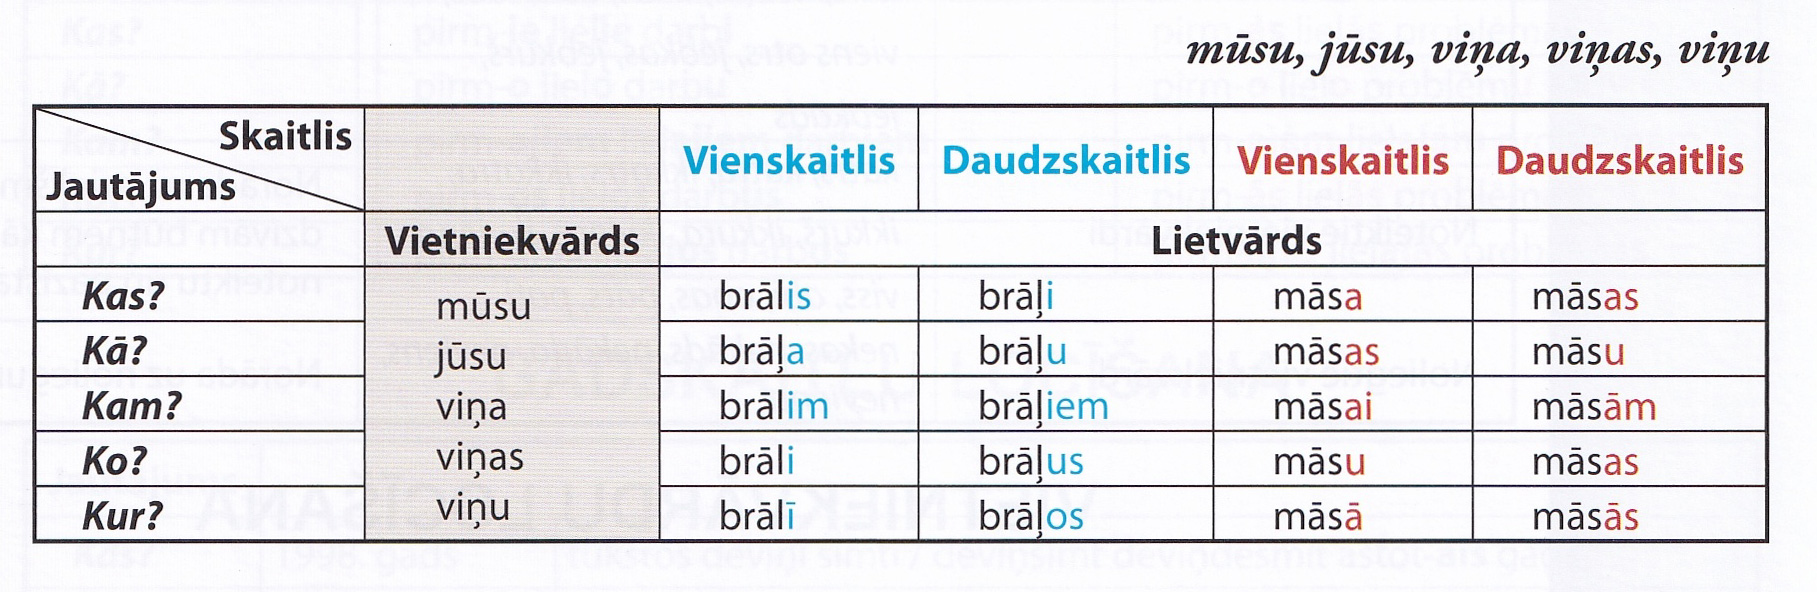 mūsu, jūsu, viņa, viņas, viņu
Skaitlis
Jautājums
Vienskaitlis Daudzskaitlis Vienskaitlis Daudzskaitlis
Vietniekvārds Lietvārds
Kas? mūsu brālis brāļi māsa māsas
Kā? jūsu brāļa brāļu māsas māsu
Kam? viņa brālim brāļiem māsai māsām
Ko? viņas brāli brāļus māsu māsas
Kur? viņu brālī brāļos māsā māsās